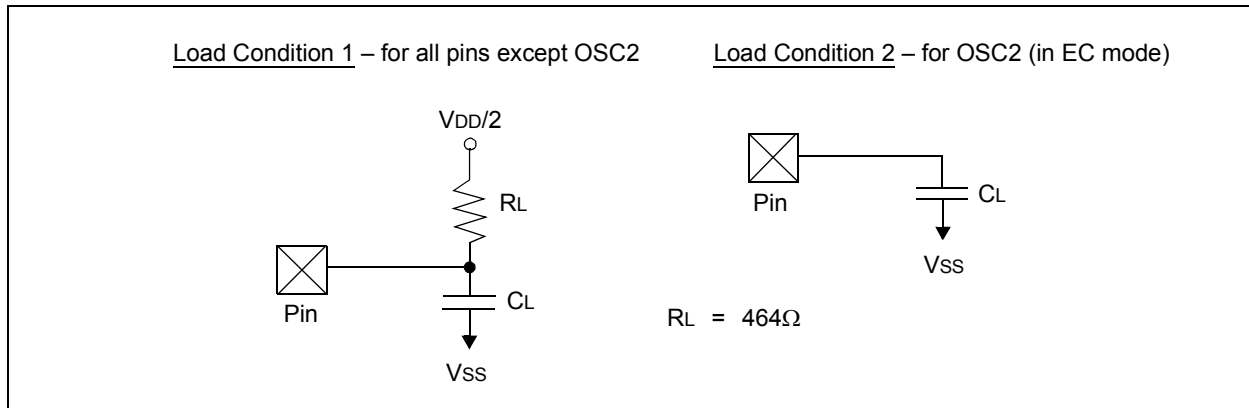 Load Condition 1 – for all pins except OSC2
VDD/2
RL
Pin
CL
VSS
Load Condition 2 – for OSC2 (in EC mode)
Pin
CL
VSS
RL = 464Ω